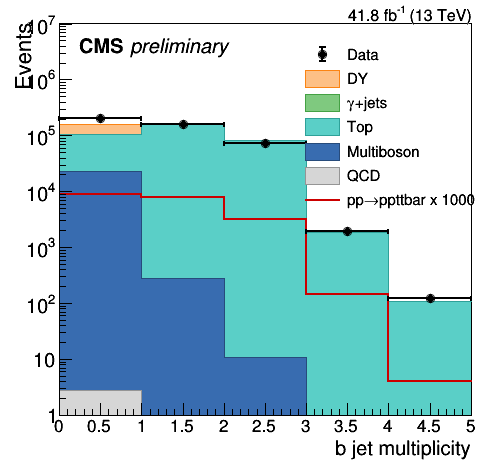 41.8 fb⁻¹ (13 TeV)
Events
CMS preliminary
Data
DY
γ+jets
Top
Multiboson
QCD
pp→ppttbar x 1000
10⁷
10⁶
10⁵
10⁴
10³
10²
10
1
0 0.5 1 1.5 2 2.5 3 3.5 4 4.5 5
b jet multiplicity